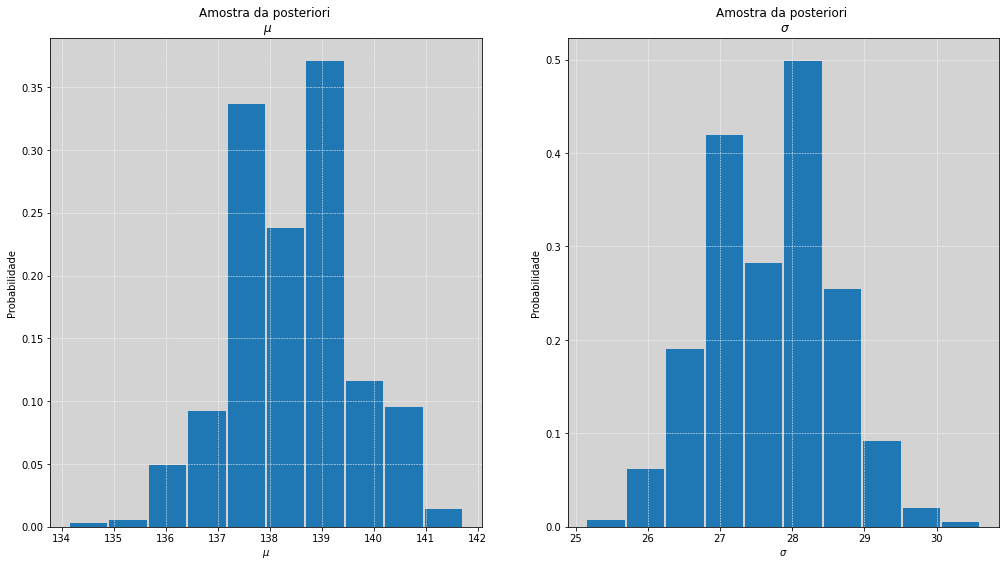 Amostra da posteriori
μ
0.35
0.30
0.25
0.20
0.15
0.10
0.05
0.00
Probabilidade
134 135 136 137 138 139 140 141 142
μ
Amostra da posteriori
σ
0.5
0.4
0.3
0.2
0.1
0.0
Probabilidade
25 26 27 28 29 30
σ